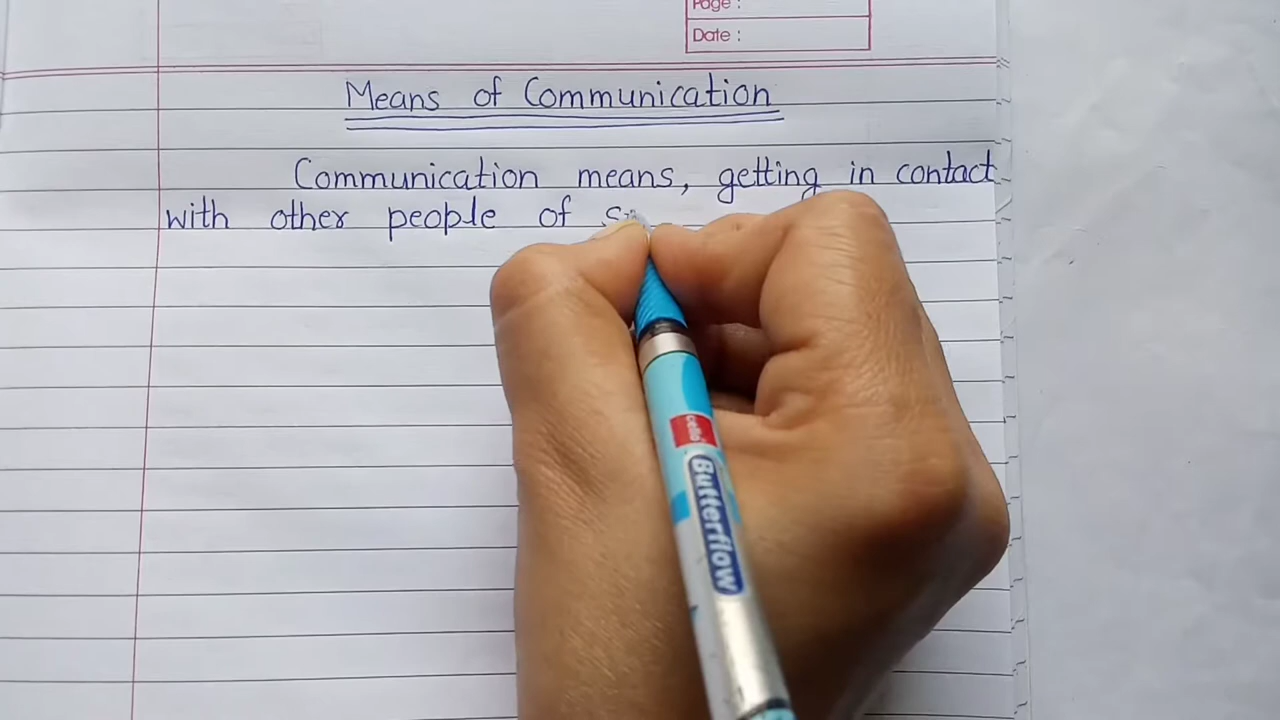 Page :
Date :
Means of Communication
Communication means, getting in contact
with other people of
cello
Butterflow